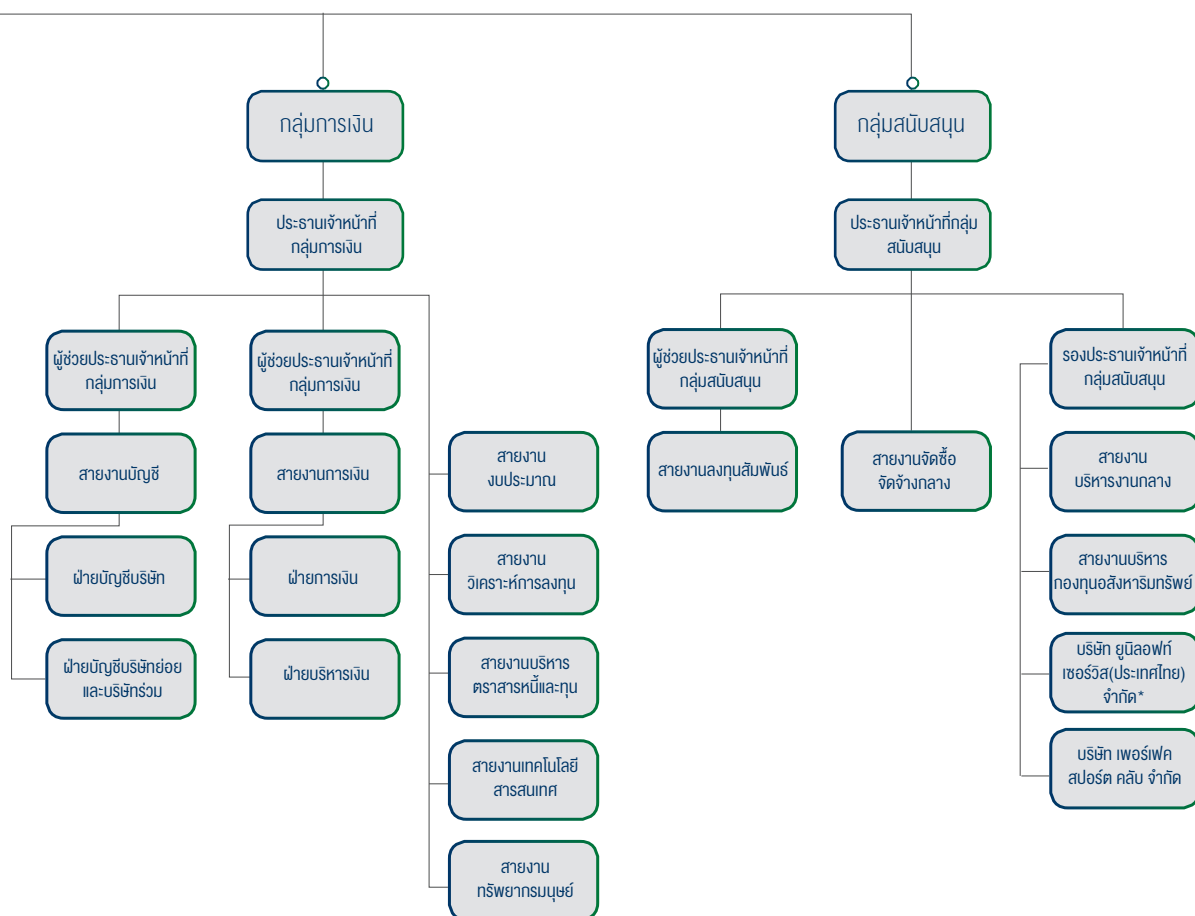 กลุ่มการเงิน
กลุ่มสนับสนุน
ประธานเจ้าหน้าที่
กลุ่มการเงิน
ประธานเจ้าหน้าที่กลุ่ม
สนับสนุน
ผู้ช่วยประธานเจ้าหน้าที่
กลุ่มการเงิน
ผู้ช่วยประธานเจ้าหน้าที่
กลุ่มการเงิน
ผู้ช่วยประธานเจ้าหน้าที่
กลุ่มสนับสนุน
รองประธานเจ้าหน้าที่
กลุ่มสนับสนุน
สายงานบัญชี
สายงานการเงิน
สายงาน
งบประมาณ
สายงานลงทุนสัมพันธ์
สายงานจัดซื้อ
จัดจ้างกลาง
สายงาน
บริหารงานกลาง
ฝ่ายบัญชีบริษัท
ฝ่ายการเงิน
สายงาน
วิเคราะห์การลงทุน
สายงานบริหาร
กองทุนอสังหาริมทรัพย์
ฝ่ายบัญชีบริษัทย่อย
และบริษัทร่วม
ฝ่ายบริหารเงิน
สายงานบริหาร
ตราสารหนี้และทุน
บริษัท ยูนิลอฟท์
เซอร์วิส(ประเทศไทย)
จำกัด*
สายงานเทคโนโลยี
สารสนเทศ
บริษัท เพอร์เฟค
สปอร์ต คลับ จำกัด
สายงาน
ทรัพยากรมนุษย์